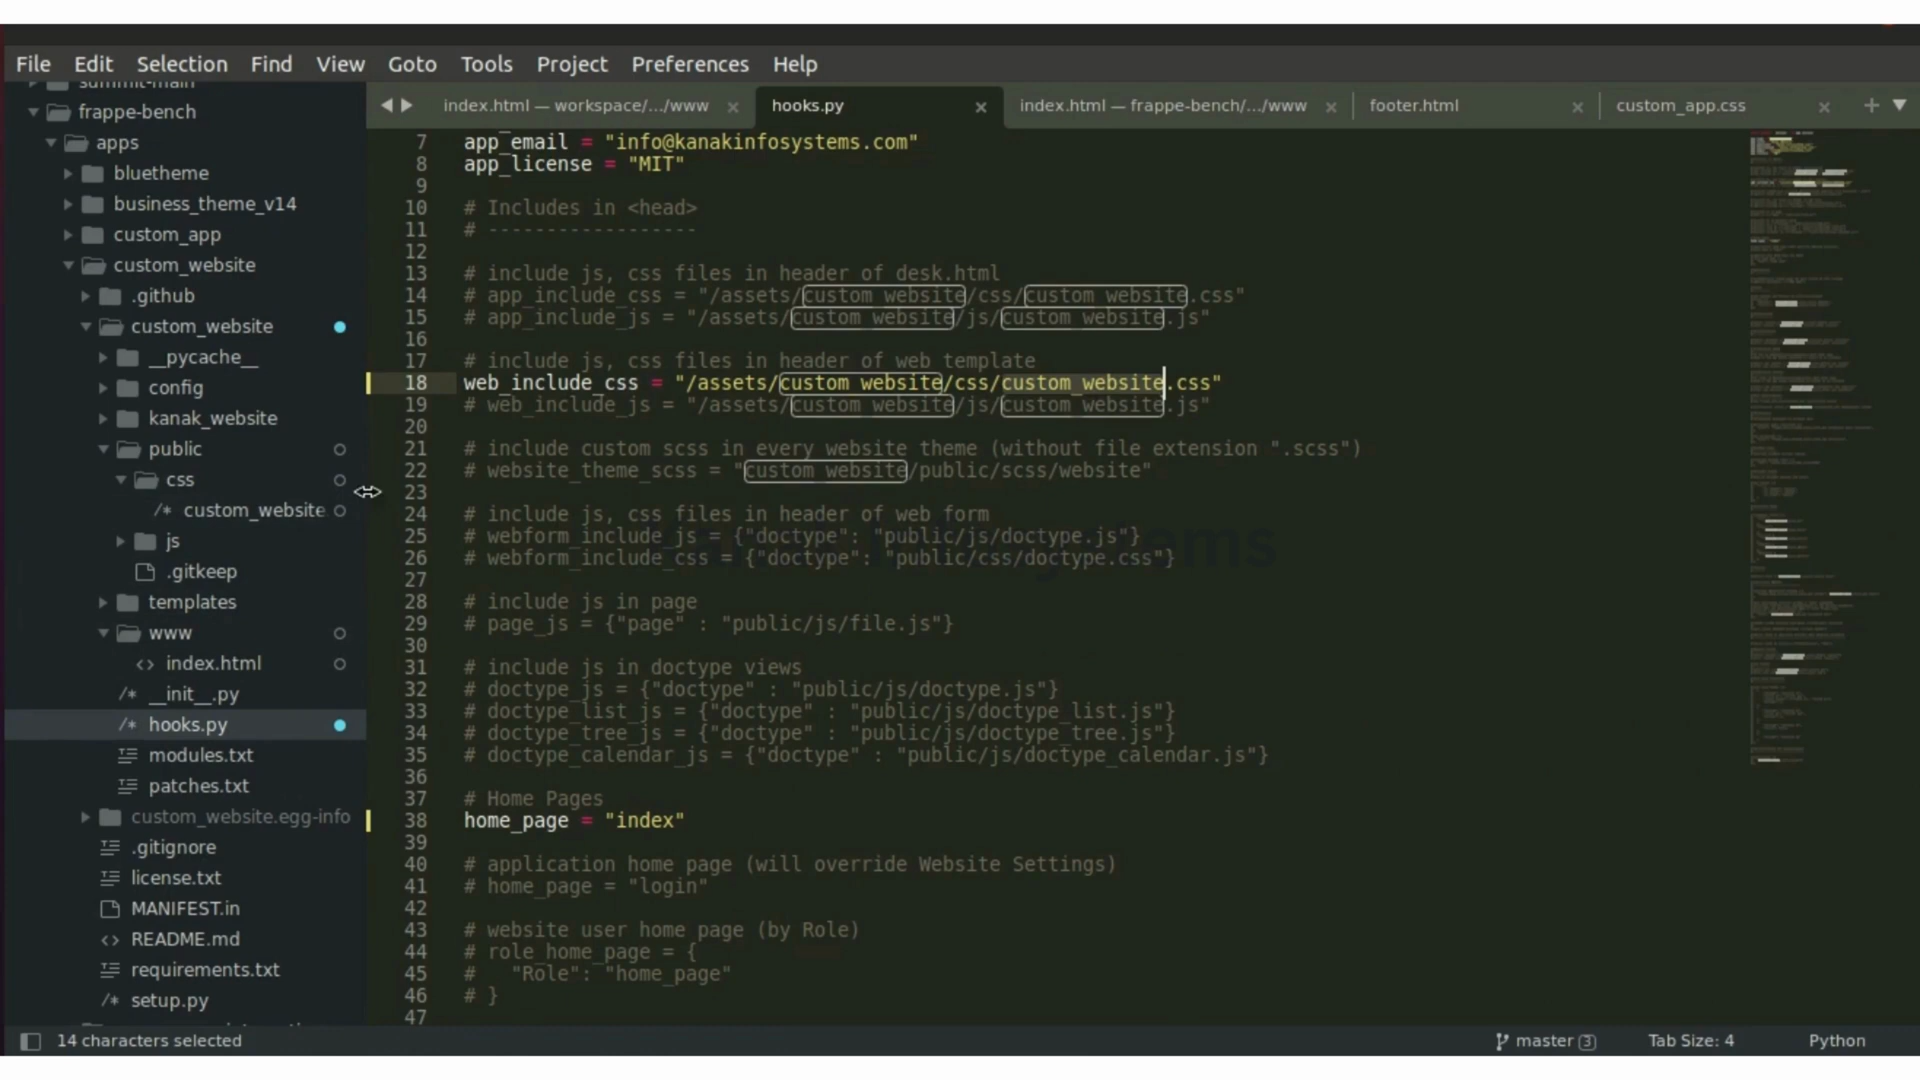 File Edit Selection Find View Goto Tools Project Preferences Help
summit-main
frappe-bench
apps
bluetheme
business_theme_v14
custom_app
custom_website
.github
custom_website
__pycache__
config
kanak_website
public
css
/* custom_website
js
.gitkeep
templates
www
<> index.html
/* __init__.py
/* hooks.py
modules.txt
patches.txt
custom_website.egg-info
.gitignore
license.txt
MANIFEST.in
<> README.md
requirements.txt
/* setup.py
index.html — workspace/.../www × hooks.py × index.html — frappe-bench/.../www × footer.html × custom_app.css × +
7 app_email = "info@kanakinfosystems.com"
8 app_license = "MIT"
9
10 # Includes in <head>
11 # ------------------
12
13 # include js, css files in header of desk.html
14 # app_include_css = "/assets/custom_website/css/custom_website.css"
15 # app_include_js = "/assets/custom_website/js/custom_website.js"
16
17 # include js, css files in header of web template
18 web_include_css = "/assets/custom_website/css/custom_website.css"
19 # web_include_js = "/assets/custom_website/js/custom_website.js"
20
21 # include custom scss in every website theme (without file extension ".scss")
22 # website_theme_scss = "custom_website/public/scss/website"
23
24 # include js, css files in header of web form
25 # webform_include_js = {"doctype": "public/js/doctype.js"}
26 # webform_include_css = {"doctype": "public/css/doctype.css"}
27
28 # include js in page
29 # page_js = {"page" : "public/js/file.js"}
30
31 # include js in doctype views
32 # doctype_js = {"doctype" : "public/js/doctype.js"}
33 # doctype_list_js = {"doctype" : "public/js/doctype_list.js"}
34 # doctype_tree_js = {"doctype" : "public/js/doctype_tree.js"}
35 # doctype_calendar_js = {"doctype" : "public/js/doctype_calendar.js"}
36
37 # Home Pages
38 home_page = "index"
39
40 # application home page (will override Website Settings)
41 # home_page = "login"
42
43 # website user home page (by Role)
44 # role_home_page = {
45 #   "Role": "home_page"
46 # }
47
14 characters selected
master 3 Tab Size: 4 Python